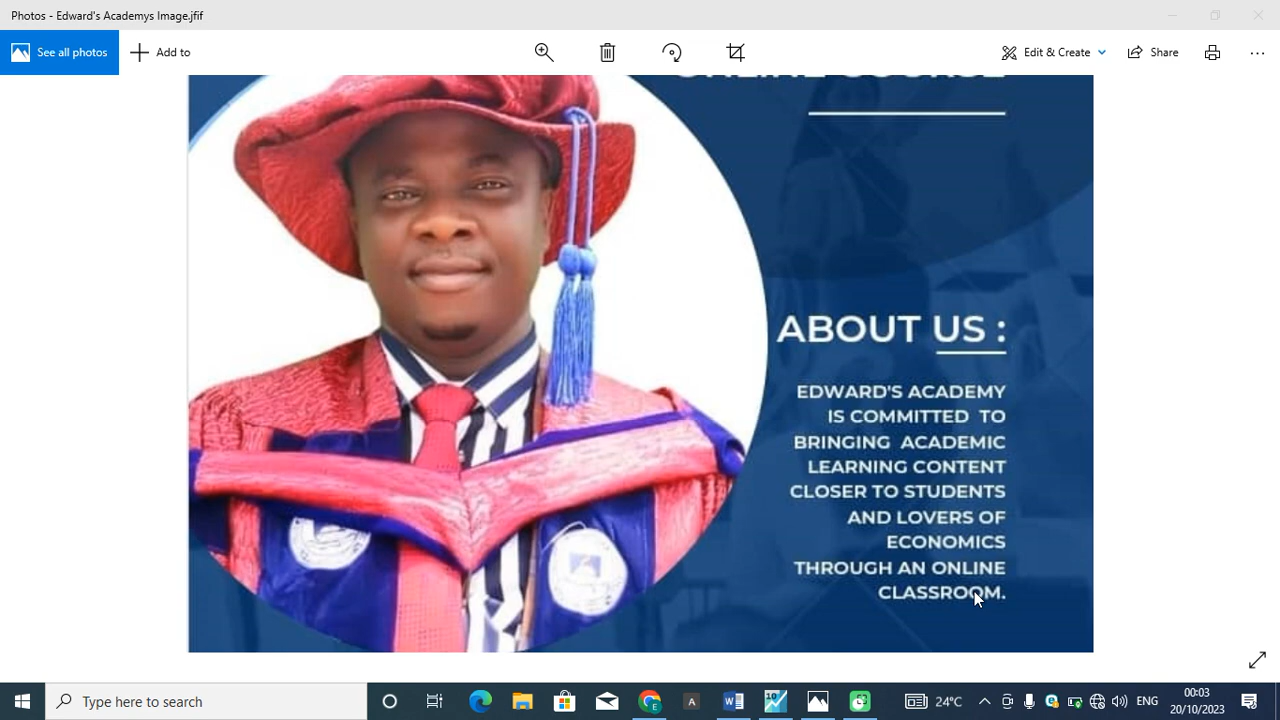 Photos - Edward's Academys Image.jfif
See all photos
Add to
Edit & Create
Share
ONLINE COURSE
ABOUT US :
EDWARD'S ACADEMY
IS COMMITTED TO
BRINGING ACADEMIC
LEARNING CONTENT
CLOSER TO STUDENTS
AND LOVERS OF
ECONOMICS
THROUGH AN ONLINE
CLASSROOM.
Type here to search
24°C
ENG
00:03
20/10/2023